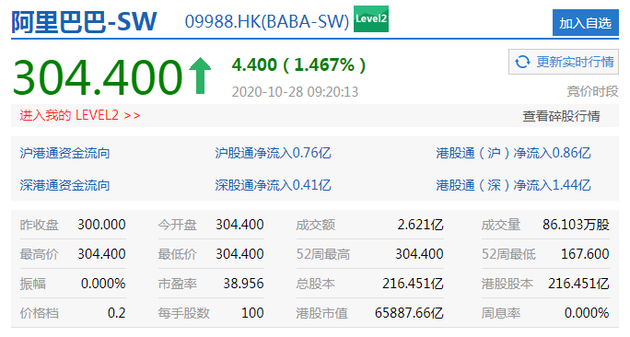 阿里巴巴-SW 09988.HK(BABA-SW) Level2 加入自选
304.400 4.400（1.467%） 更新实时行情
2020-10-28 09:20:13 竞价时段
进入我的 LEVEL2 >> 查看碎股行情
沪港通资金流向 沪股通净流入0.76亿 港股通（沪）净流入0.86亿
深港通资金流向 深股通净流入0.41亿 港股通（深）净流入1.44亿
昨收盘 300.000 今开盘 304.400 成交额 2.621亿 成交量 86.103万股
最高价 304.400 最低价 304.400 52周最高 304.400 52周最低 167.600
振幅 0.000% 市盈率 38.956 总股本 216.451亿 港股股本 216.451亿
价格档 0.2 每手股数 100 港股市值 65887.66亿 周息率 0.000%